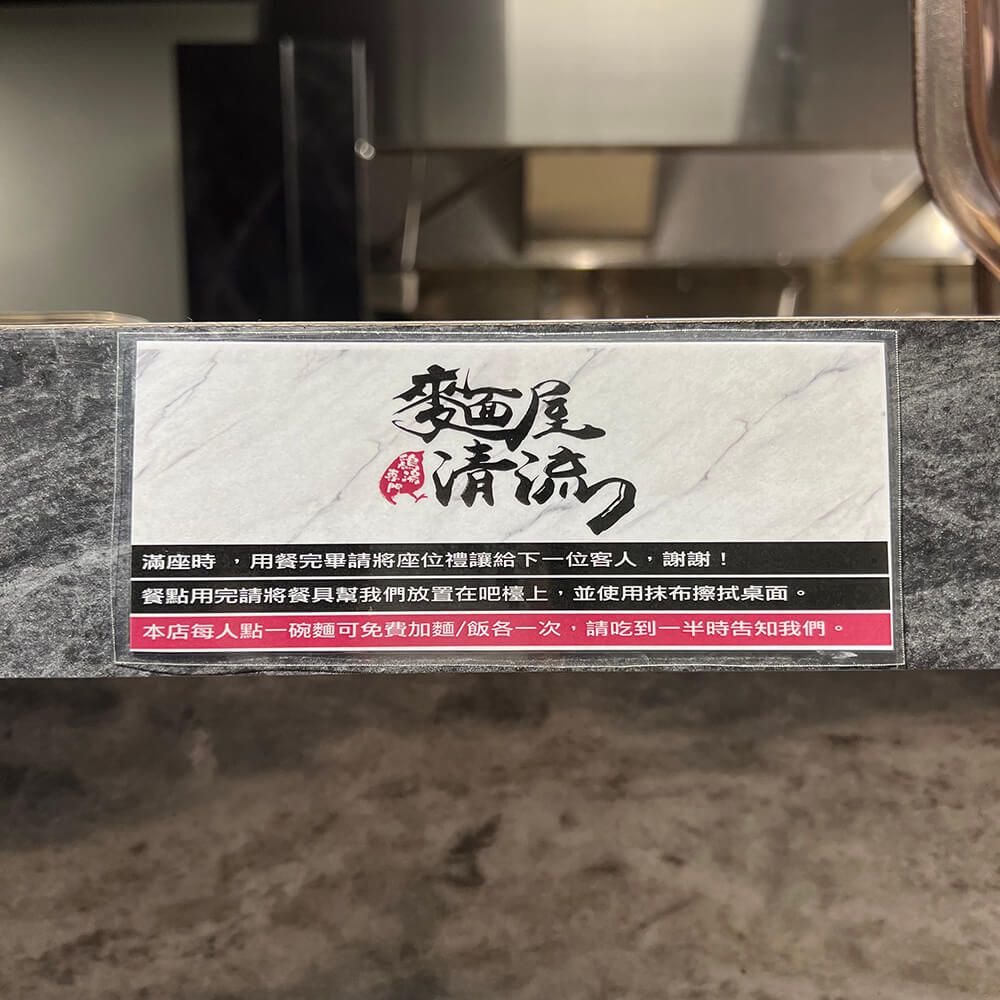 麵屋
清流
鶏湯
専門
滿座時 ，用餐完畢請將座位禮讓給下一位客人，謝謝！
餐點用完請將餐具幫我們放置在吧檯上，並使用抹布擦拭桌面。
本店每人點一碗麵可免費加麵/飯各一次，請吃到一半時告知我們。